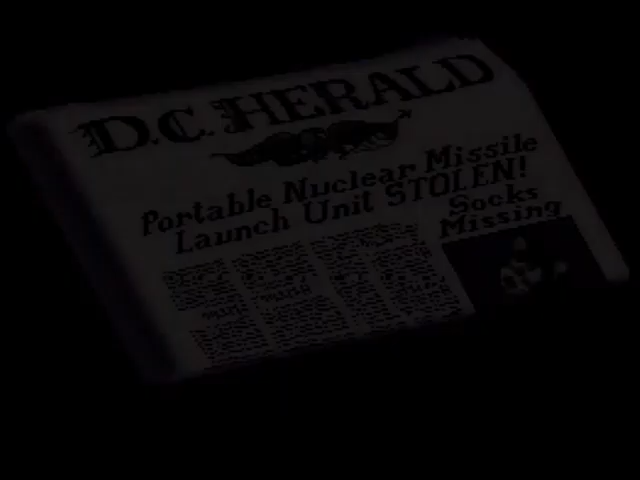 D.C. HERALD
Portable Nuclear Missile
Launch Unit STOLEN!
Socks
Missing